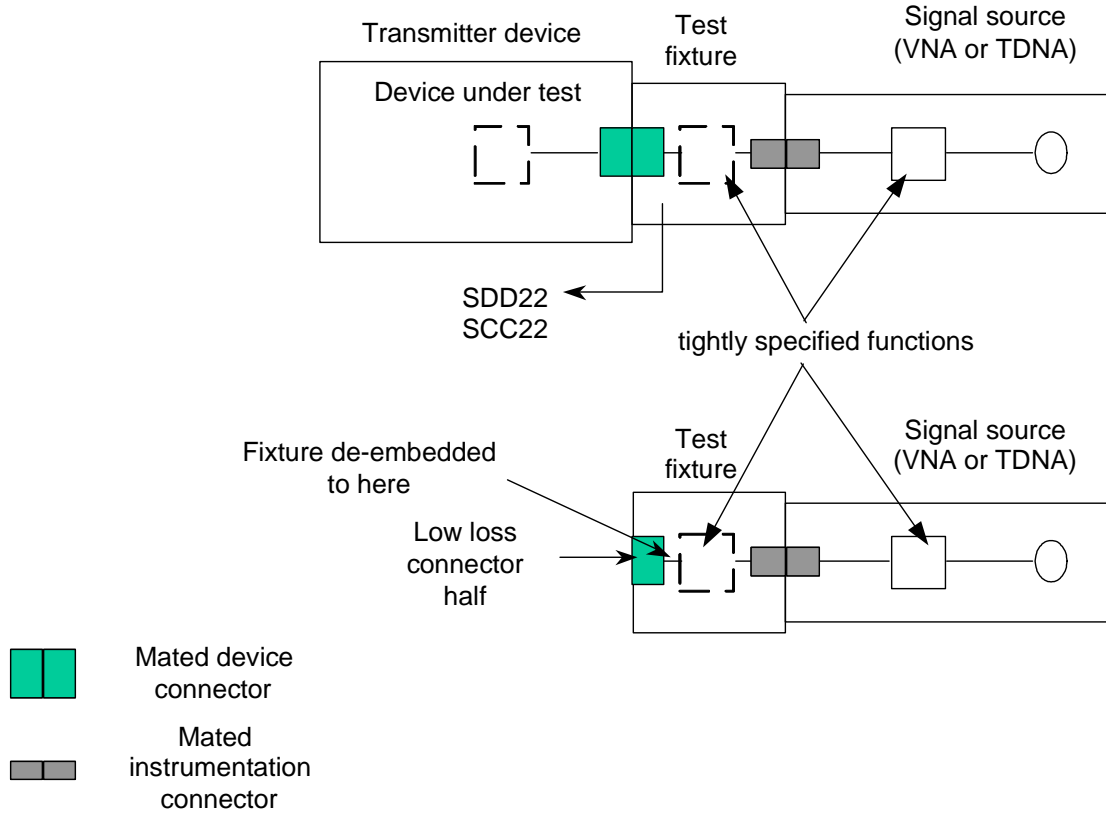 Transmitter device
Test
fixture
Signal source
(VNA or TDNA)
Device under test
SDD22
SCC22
tightly specified functions
Fixture de-embedded
to here
Low loss
connector
half
Test
fixture
Signal source
(VNA or TDNA)
Mated device
connector
Mated
instrumentation
connector